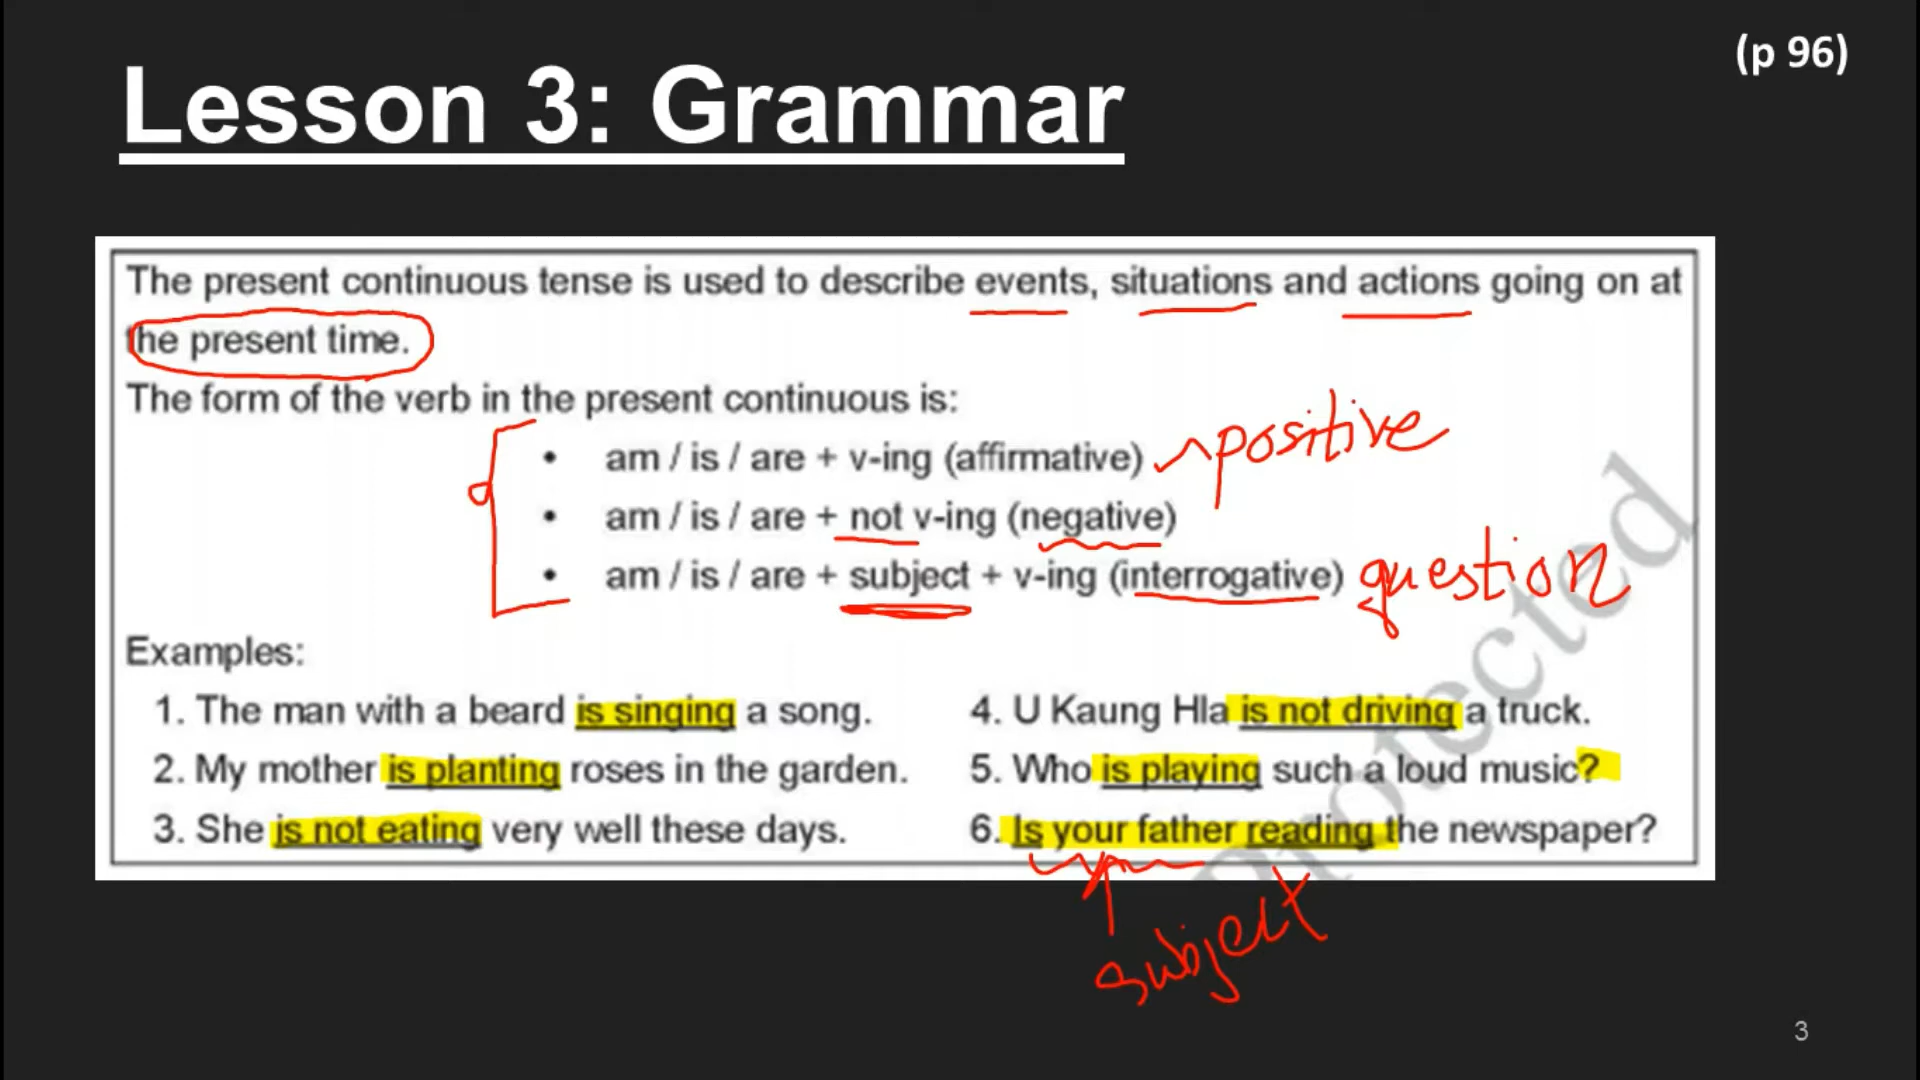 (p 96)
Lesson 3: Grammar
The present continuous tense is used to describe events, situations and actions going on at
the present time.
The form of the verb in the present continuous is:
• am / is / are + v-ing (affirmative) positive
• am / is / are + not v-ing (negative)
• am / is / are + subject + v-ing (interrogative) question
Examples:
1. The man with a beard is singing a song.
2. My mother is planting roses in the garden.
3. She is not eating very well these days.
4. U Kaung Hla is not driving a truck.
5. Who is playing such a loud music?
6. Is your father reading the newspaper?
subject
Protected
3